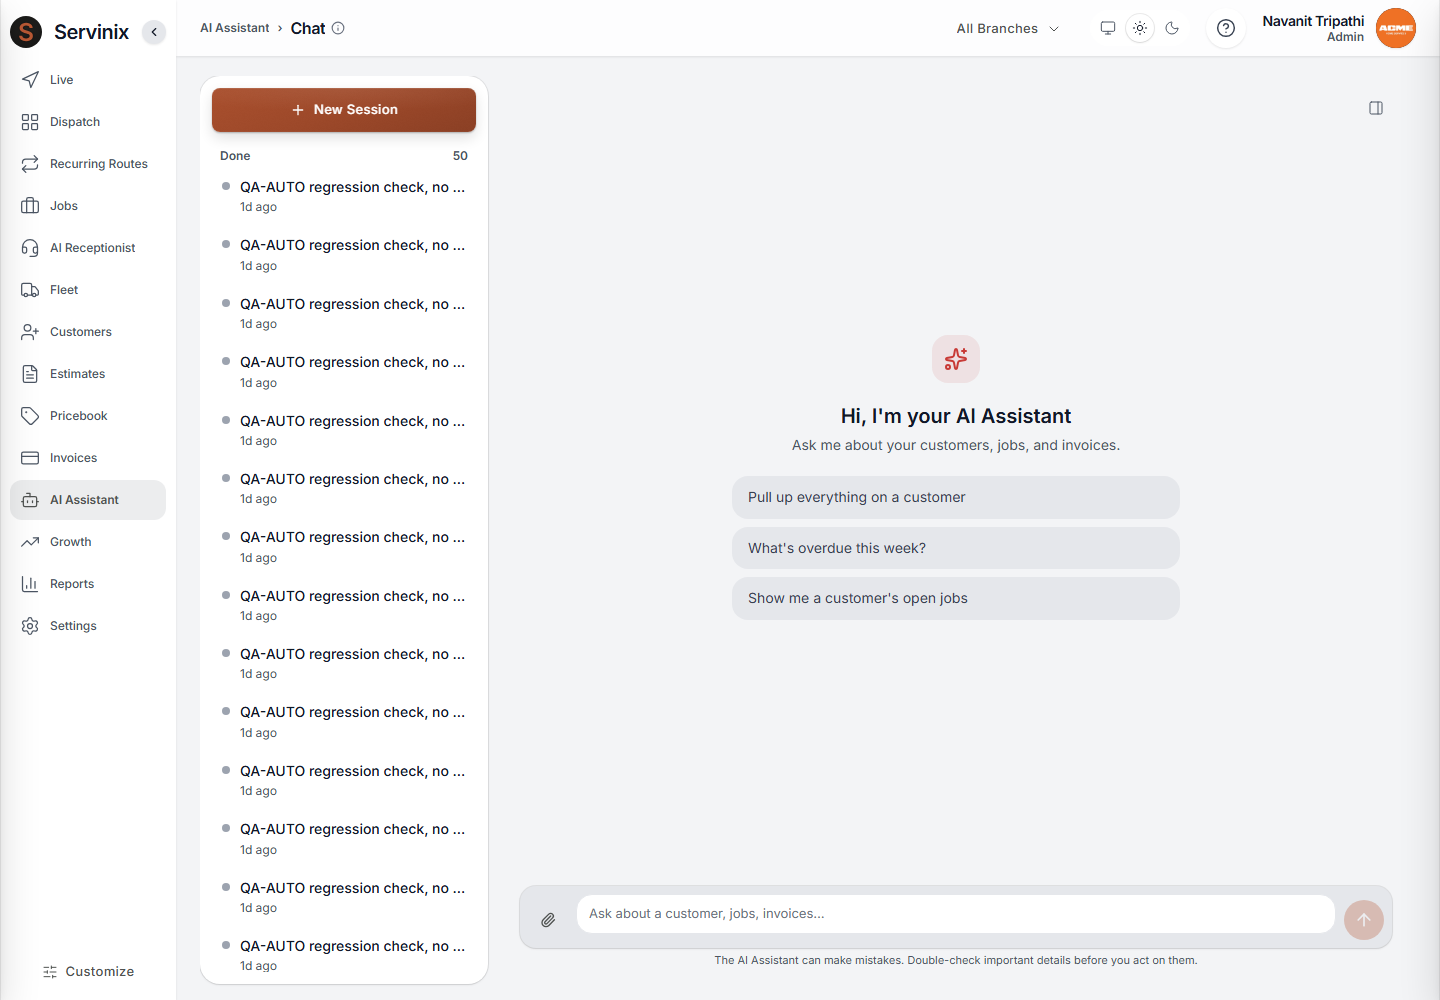 Servinix
Live
Dispatch
Recurring Routes
Jobs
AI Receptionist
Fleet
Customers
Estimates
Pricebook
Invoices
AI Assistant
Growth
Reports
Settings
Customize
AI Assistant › Chat
All Branches
Navanit Tripathi
Admin
ACME
+ New Session
Done 50
QA-AUTO regression check, no ...
1d ago
QA-AUTO regression check, no ...
1d ago
QA-AUTO regression check, no ...
1d ago
QA-AUTO regression check, no ...
1d ago
QA-AUTO regression check, no ...
1d ago
QA-AUTO regression check, no ...
1d ago
QA-AUTO regression check, no ...
1d ago
QA-AUTO regression check, no ...
1d ago
QA-AUTO regression check, no ...
1d ago
QA-AUTO regression check, no ...
1d ago
QA-AUTO regression check, no ...
1d ago
QA-AUTO regression check, no ...
1d ago
QA-AUTO regression check, no ...
1d ago
QA-AUTO regression check, no ...
1d ago
Hi, I'm your AI Assistant
Ask me about your customers, jobs, and invoices.
Pull up everything on a customer
What's overdue this week?
Show me a customer's open jobs
Ask about a customer, jobs, invoices...
The AI Assistant can make mistakes. Double-check important details before you act on them.